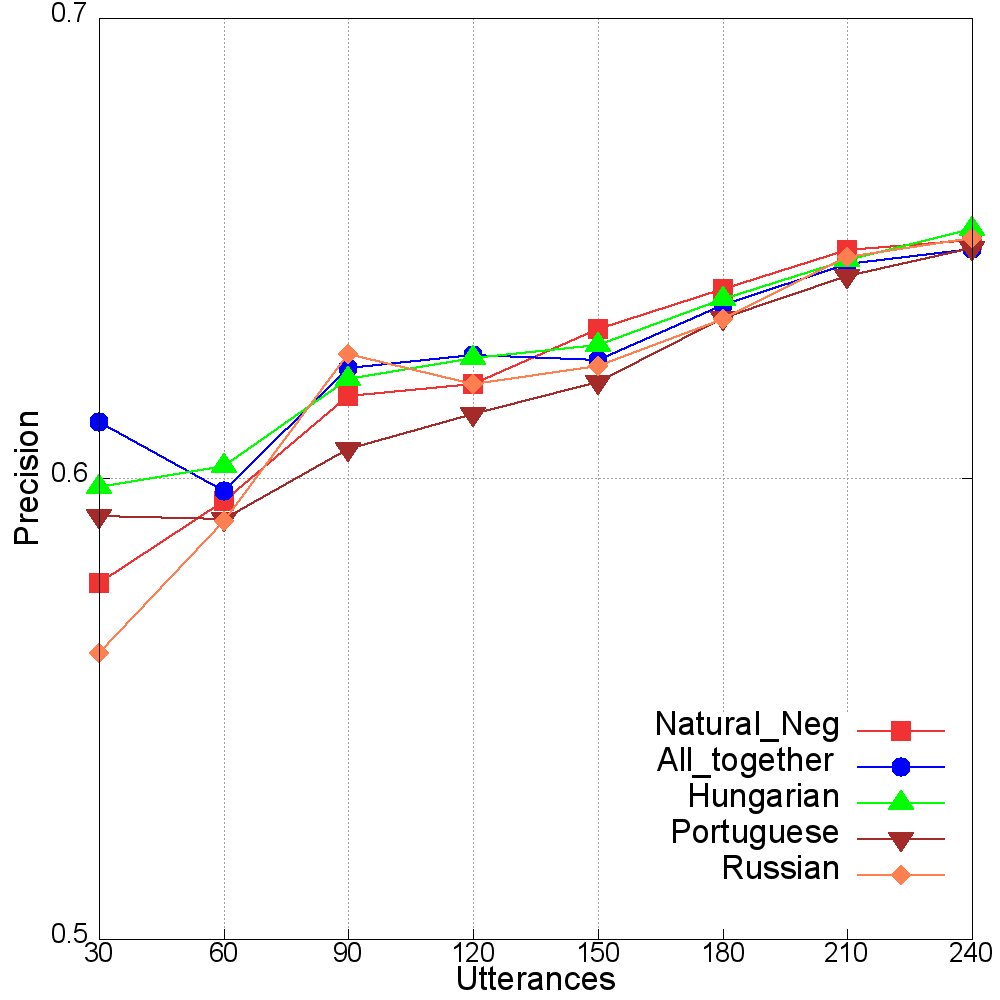 0.7
0.6
0.5
Precision
Natural_Neg
All_together
Hungarian
Portuguese
Russian
30 60 90 120 150 180 210 240
Utterances